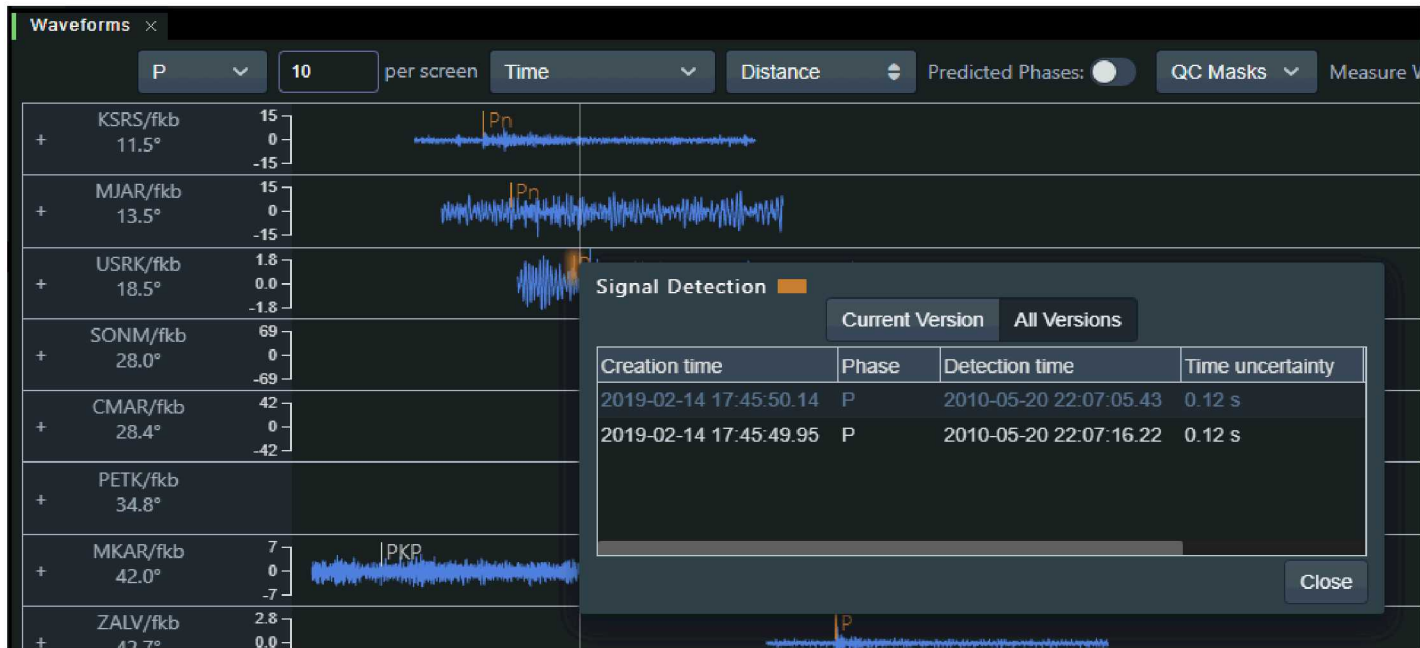 Waveforms ×
P 10 per screen Time Distance Predicted Phases: QC Masks Measure
+ KSRS/fkb 11.5° 15 0 -15 Pn
+ MJAR/fkb 13.5° 15 0 -15 Pn
+ USRK/fkb 18.5° 1.8 0.0 -1.8
+ SONM/fkb 28.0° 69 0 -69
+ CMAR/fkb 28.4° 42 0 -42
+ PETK/fkb 34.8°
+ MKAR/fkb 42.0° 7 0 -7 PKP
+ ZALV/fkb 2.8 0.0 P
Signal Detection
Current Version All Versions
Creation time Phase Detection time Time uncertainty
2019-02-14 17:45:50.14 P 2010-05-20 22:07:05.43 0.12 s
2019-02-14 17:45:49.95 P 2010-05-20 22:07:16.22 0.12 s
Close